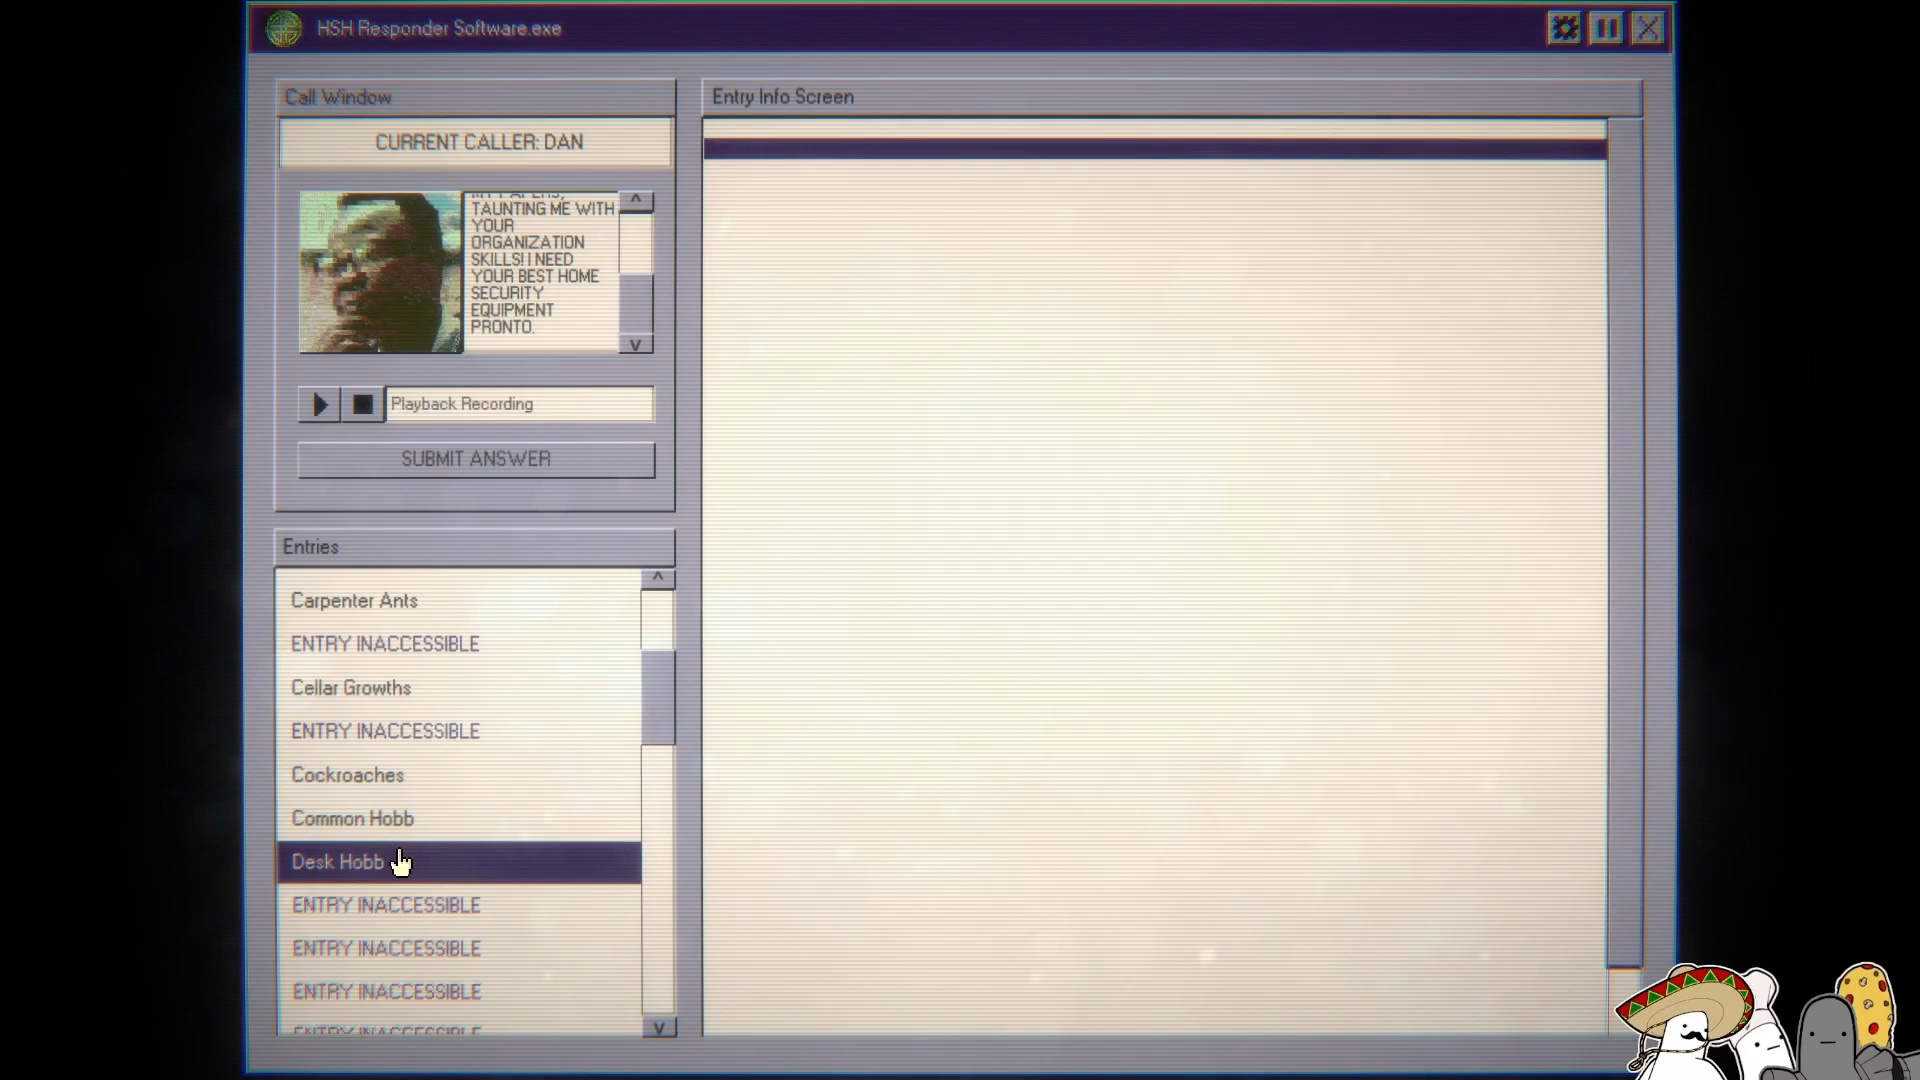 HSH Responder Software.exe
Call Window
CURRENT CALLER: DAN
TAUNTING ME WITH
YOUR
ORGANIZATION
SKILLS! I NEED
YOUR BEST HOME
SECURITY
EQUIPMENT
PRONTO.
Playback Recording
SUBMIT ANSWER
Entries
Carpenter Ants
ENTRY INACCESSIBLE
Cellar Growths
ENTRY INACCESSIBLE
Cockroaches
Common Hobb
Desk Hobb
ENTRY INACCESSIBLE
ENTRY INACCESSIBLE
ENTRY INACCESSIBLE
ENTRY INACCESSIBLE
Entry Info Screen